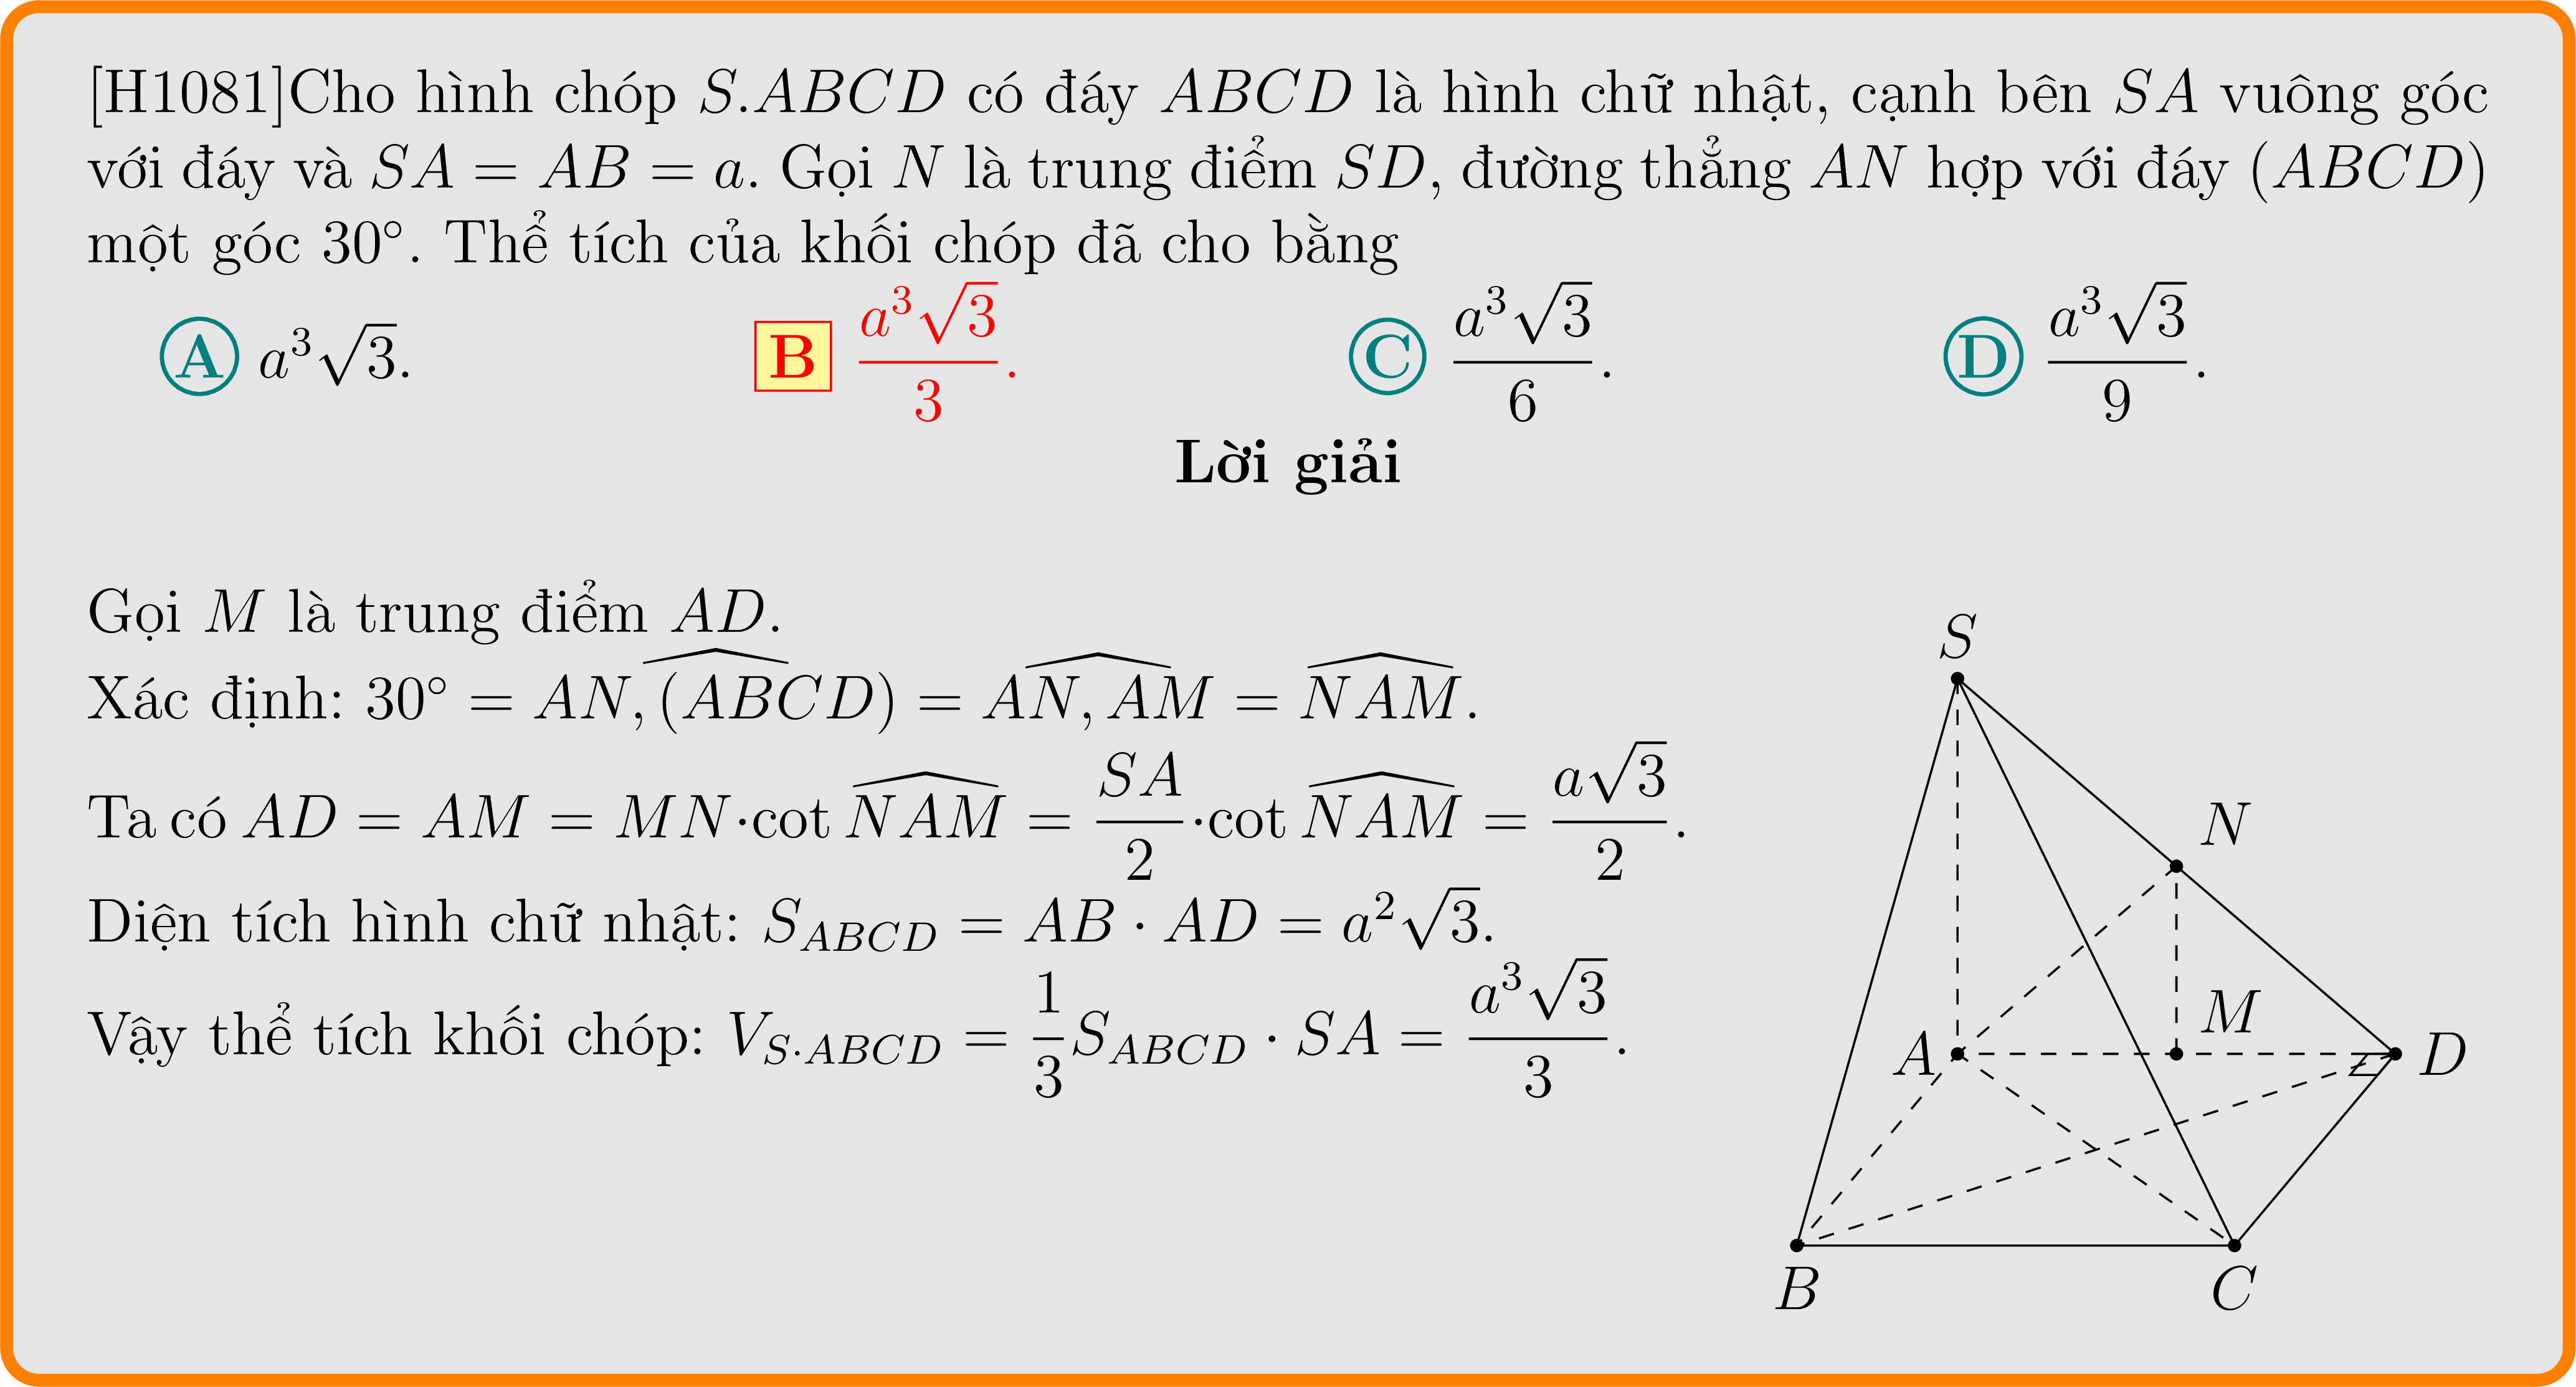 [H1081]Cho hình chóp S.ABCD có đáy ABCD là hình chữ nhật, cạnh bên SA vuông góc
với đáy và SA = AB = a. Gọi N là trung điểm SD, đường thẳng AN hợp với đáy (ABCD)
một góc 30°. Thể tích của khối chóp đã cho bằng
A $a^3\sqrt{3}$. B $\frac{a^3\sqrt{3}}{3}$. C $\frac{a^3\sqrt{3}}{6}$. D $\frac{a^3\sqrt{3}}{9}$.
Lời giải
Gọi M là trung điểm AD.
Xác định: $30° = \widehat{AN, (ABCD)} = \widehat{AN, AM} = \widehat{NAM}$.
Ta có $AD = AM = MN \cdot \cot \widehat{NAM} = \frac{SA}{2} \cdot \cot \widehat{NAM} = \frac{a\sqrt{3}}{2}$.
Diện tích hình chữ nhật: $S_{ABCD} = AB \cdot AD = a^2\sqrt{3}$.
Vậy thể tích khối chóp: $V_{S \cdot ABCD} = \frac{1}{3} S_{ABCD} \cdot SA = \frac{a^3\sqrt{3}}{3}$.
S
N
M
A
D
B
C